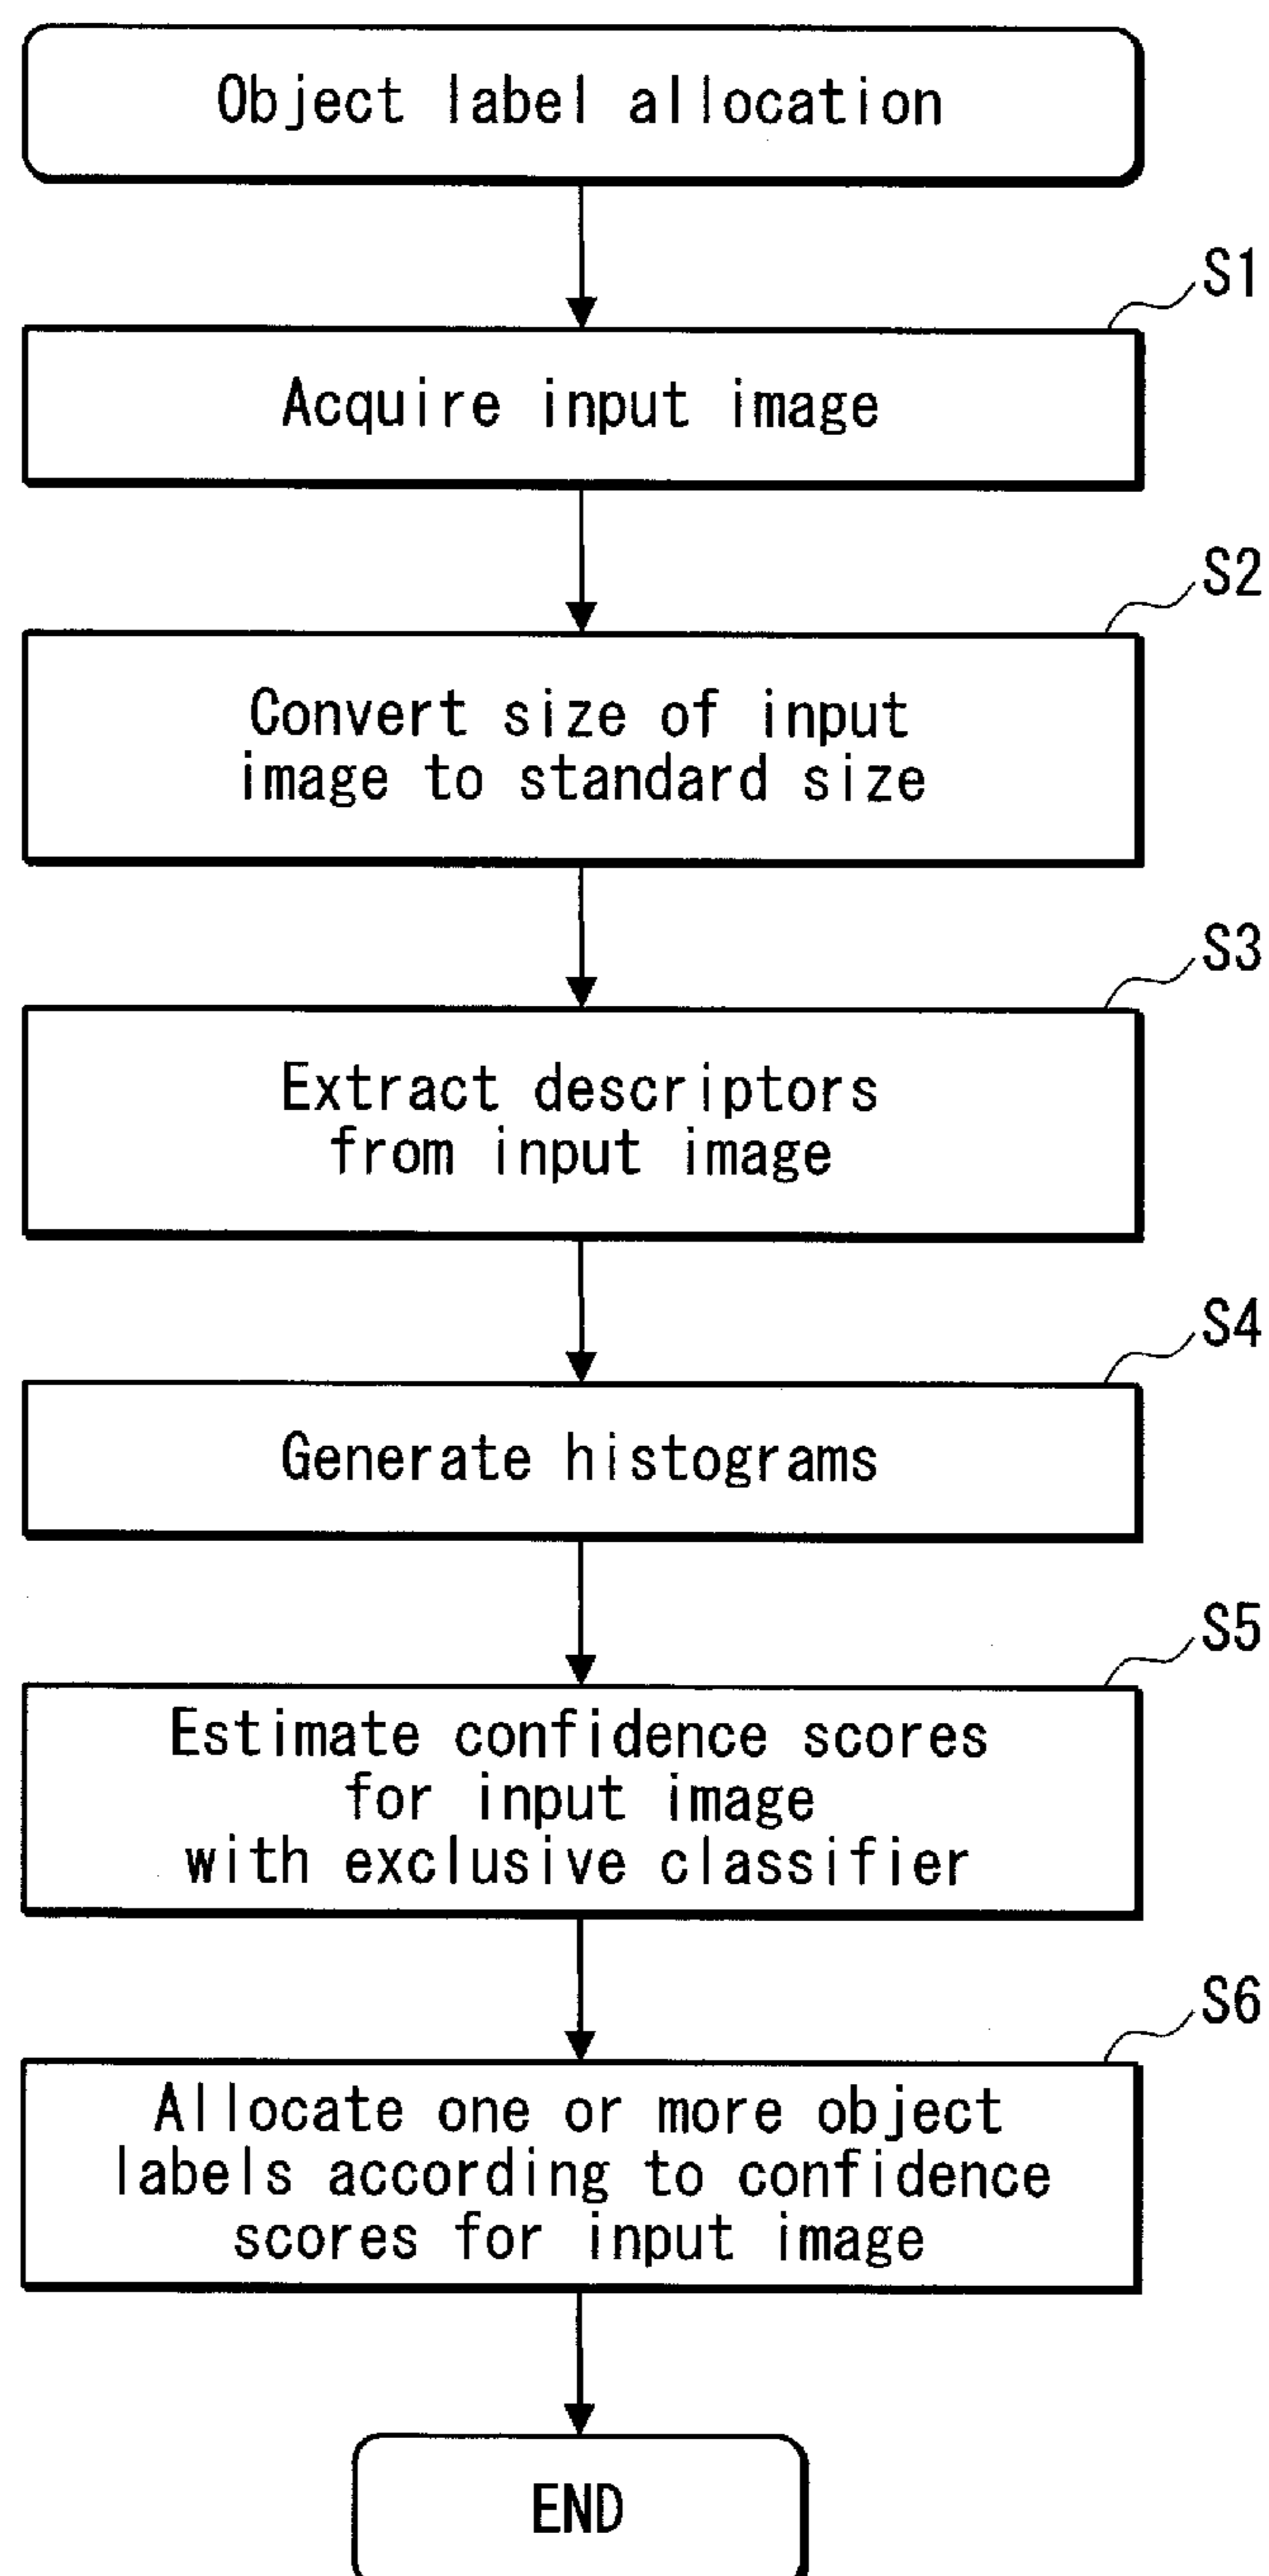 Object label allocation
S1
Acquire input image
S2
Convert size of input
image to standard size
S3
Extract descriptors
from input image
S4
Generate histograms
S5
Estimate confidence scores
for input image
with exclusive classifier
S6
Allocate one or more object
labels according to confidence
scores for input image
END